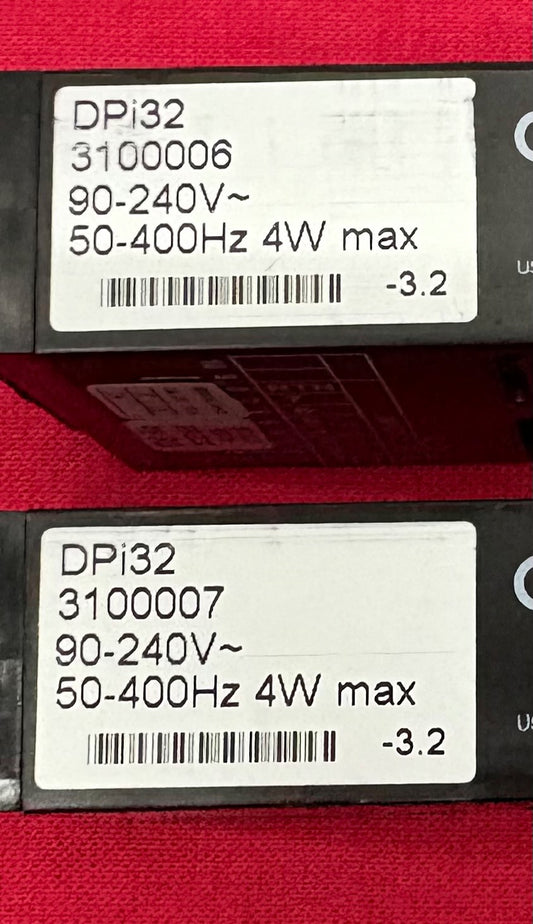 DPi32
3100006
90-240V~
50-400Hz 4W max
-3.2
DPi32
3100007
90-240V~
50-400Hz 4W max
-3.2